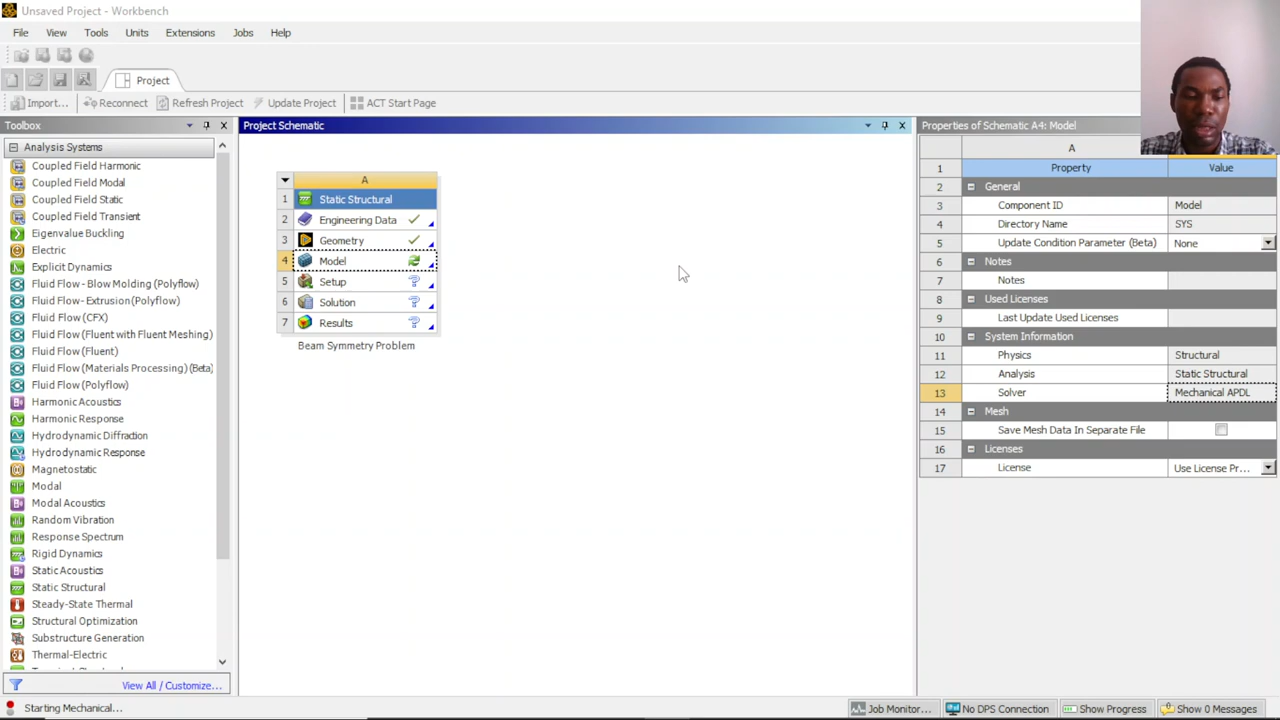 Unsaved Project - Workbench
File View Tools Units Extensions Jobs Help
Project
Import... Reconnect Refresh Project Update Project ACT Start Page
Toolbox
Analysis Systems
Coupled Field Harmonic
Coupled Field Modal
Coupled Field Static
Coupled Field Transient
Eigenvalue Buckling
Electric
Explicit Dynamics
Fluid Flow - Blow Molding (Polyflow)
Fluid Flow - Extrusion (Polyflow)
Fluid Flow (CFX)
Fluid Flow (Fluent with Fluent Meshing)
Fluid Flow (Fluent)
Fluid Flow (Materials Processing) (Beta)
Fluid Flow (Polyflow)
Harmonic Acoustics
Harmonic Response
Hydrodynamic Diffraction
Hydrodynamic Response
Magnetostatic
Modal
Modal Acoustics
Random Vibration
Response Spectrum
Rigid Dynamics
Static Acoustics
Static Structural
Steady-State Thermal
Structural Optimization
Substructure Generation
Thermal-Electric
View All / Customize...
Project Schematic
A
1 Static Structural
2 Engineering Data
3 Geometry
4 Model
5 Setup
6 Solution
7 Results
Beam Symmetry Problem
Properties of Schematic A4: Model
A
1 Property Value
2 General
3 Component ID Model
4 Directory Name SYS
5 Update Condition Parameter (Beta) None
6 Notes
7 Notes
8 Used Licenses
9 Last Update Used Licenses
10 System Information
11 Physics Structural
12 Analysis Static Structural
13 Solver Mechanical APDL
14 Mesh
15 Save Mesh Data In Separate File
16 Licenses
17 License Use License Pr...
Starting Mechanical... Job Monitor... No DPS Connection Show Progress Show 0 Messages